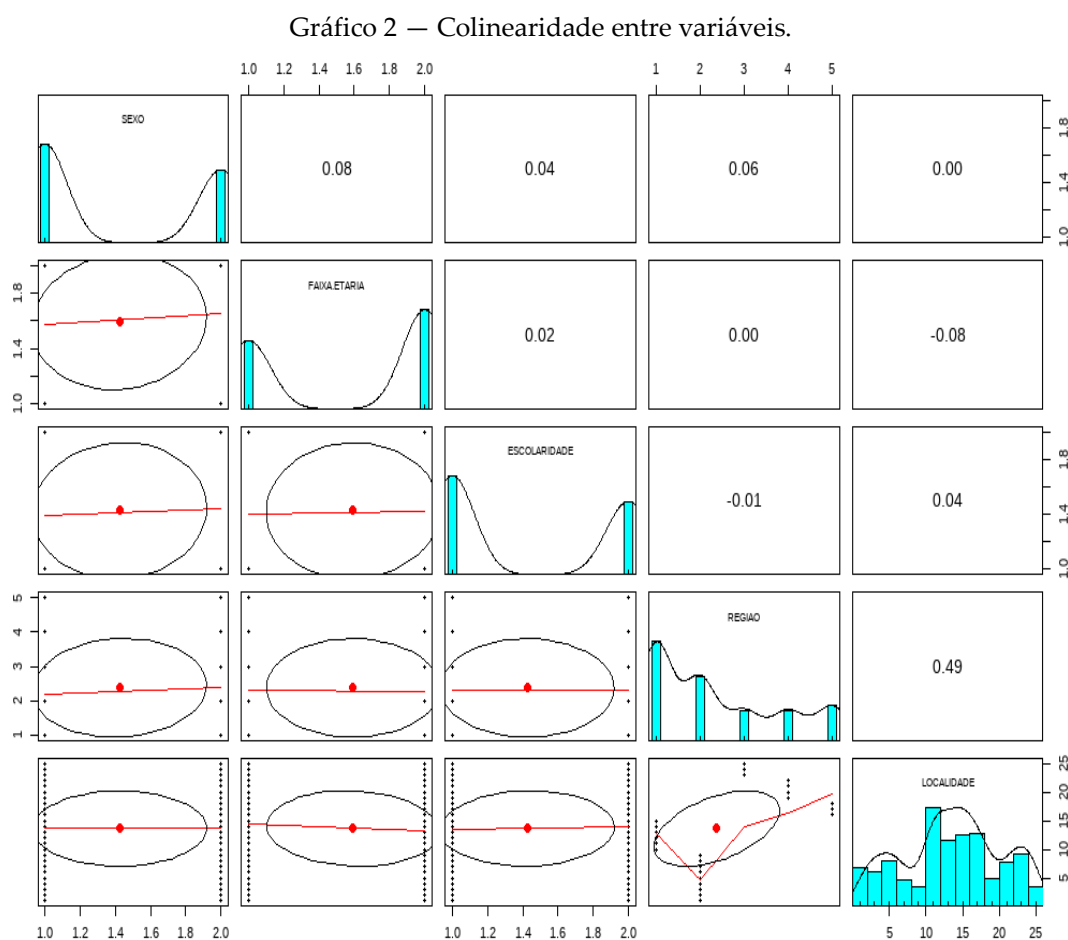 Gráfico 2 — Colinearidade entre variáveis.
1.0 1.2 1.4 1.6 1.8 2.0
1 2 3 4 5
SEXO
0.08
0.04
0.06
0.00
1.0 1.4 1.8
1.0 1.4 1.8
FAIXA.ETARIA
0.02
0.00
-0.08
ESCOLARIDADE
-0.01
0.04
1.0 1.4 1.8
1 2 3 4 5
REGIAO
0.49
LOCALIDADE
5 10 15 20 25
1.0 1.2 1.4 1.6 1.8 2.0
1.0 1.2 1.4 1.6 1.8 2.0
5 10 15 20 25